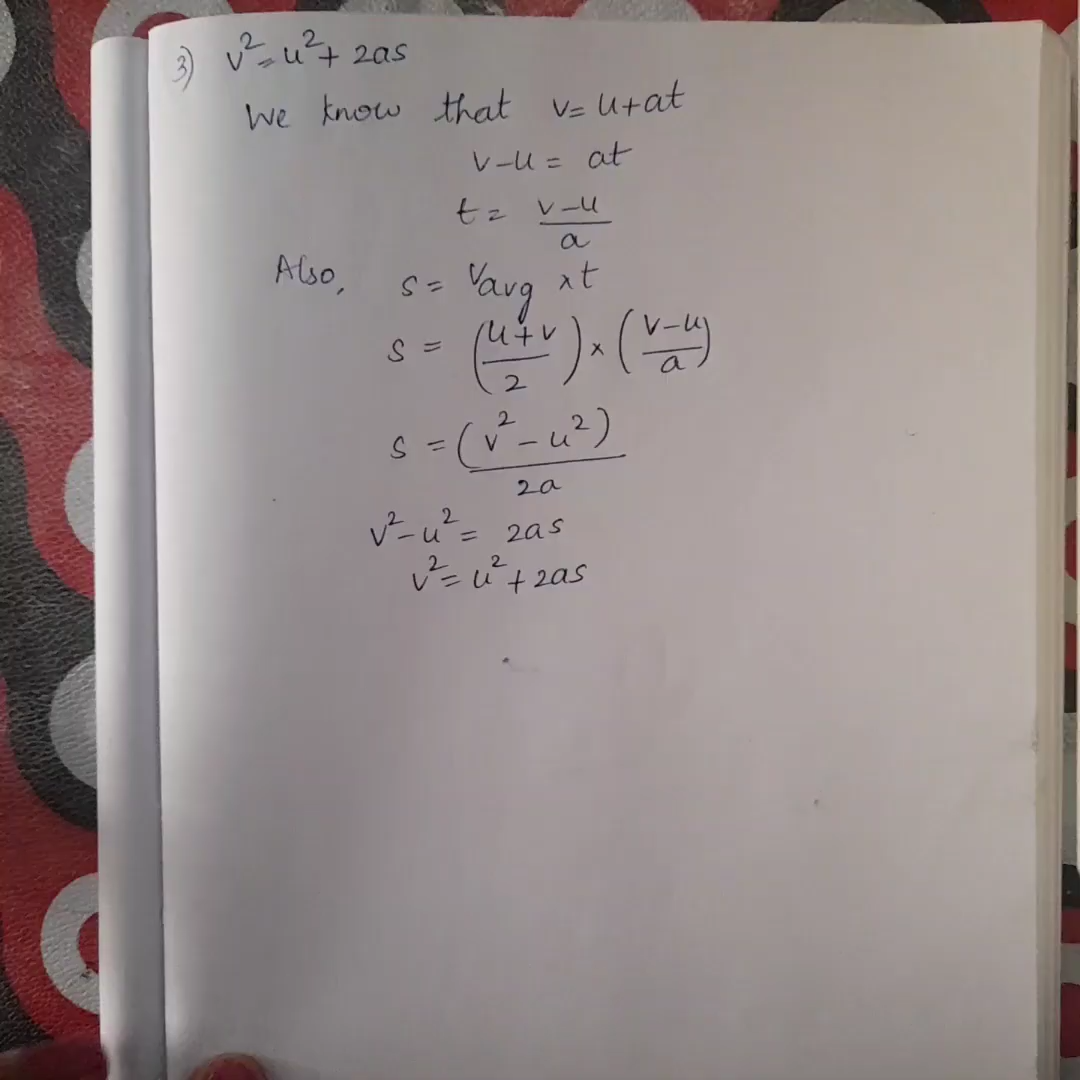 3) v²=u²+ 2as
We know that v= u+at
v-u = at
t= v-u/a
Also, s= Vavg ×t
s = (u+v/2)×(v-u/a)
s =(v²-u²)/2a
v²-u²= 2as
v²=u²+2as